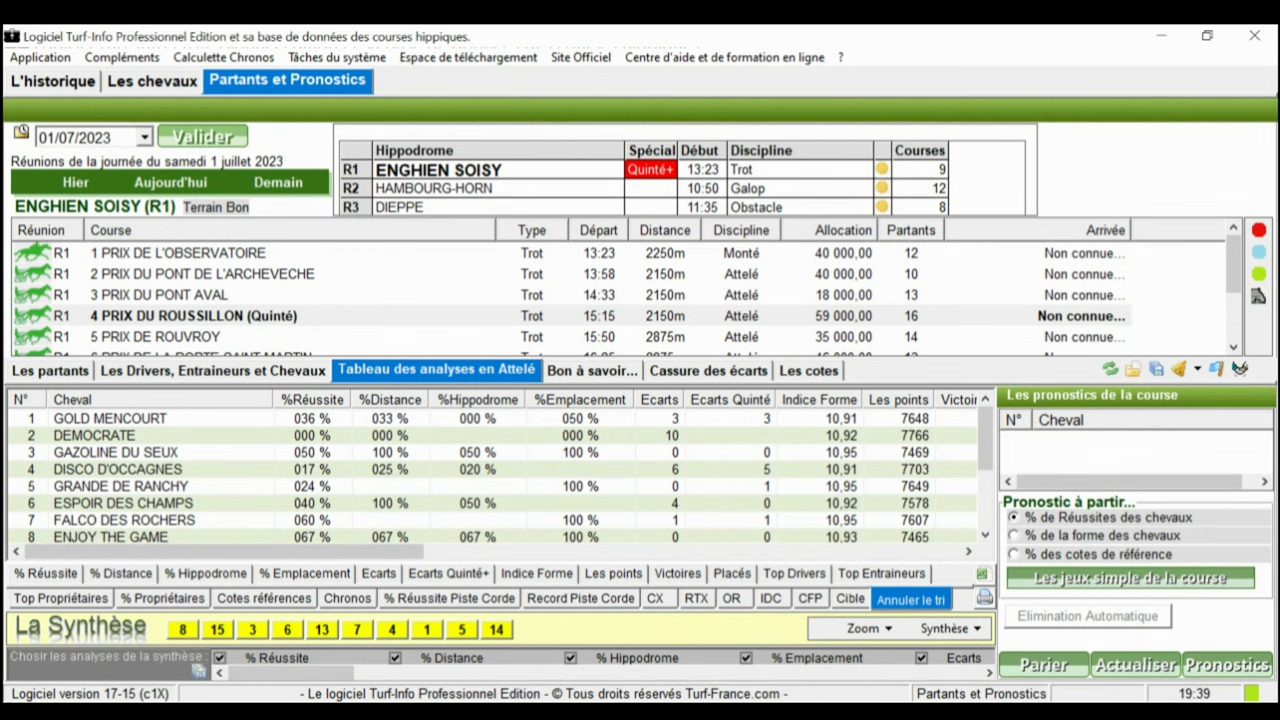 Logiciel Turf-Info Professionnel Edition et sa base de données des courses hippiques.
Application Compléments Calculette Chronos Tâches du système Espace de téléchargement Site Officiel Centre d'aide et de formation en ligne ?
L'historique Les chevaux Partants et Pronostics
01/07/2023 Valider
Réunions de la journée du samedi 1 juillet 2023
Hier Aujourd'hui Demain
ENGHIEN SOISY (R1) Terrain Bon
Hippodrome Spécial Début Discipline Courses
R1 ENGHIEN SOISY Quinté+ 13:23 Trot 9
R2 HAMBOURG-HORN 10:50 Galop 12
R3 DIEPPE 11:35 Obstacle 8
Réunion Course Type Départ Distance Discipline Allocation Partants Arrivée
R1 1 PRIX DE L'OBSERVATOIRE Trot 13:23 2250m Monté 40 000,00 12 Non connue...
R1 2 PRIX DU PONT DE L'ARCHEVECHE Trot 13:58 2150m Attelé 40 000,00 10 Non connue...
R1 3 PRIX DU PONT AVAL Trot 14:33 2150m Attelé 18 000,00 13 Non connue...
R1 4 PRIX DU ROUSSILLON (Quinté) Trot 15:15 2150m Attelé 59 000,00 16 Non connue...
R1 5 PRIX DE ROUVROY Trot 15:50 2875m Attelé 35 000,00 14 Non connue...
Les partants Les Drivers, Entraineurs et Chevaux Tableau des analyses en Attelé Bon à savoir... Cassure des écarts Les cotes
N° Cheval %Réussite %Distance %Hippodrome %Emplacement Ecarts Ecarts Quinté Indice Forme Les points Victoir
1 GOLD MENCOURT 036 % 033 % 000 % 050 % 3 3 10,91 7648
2 DEMOCRATE 000 % 000 % 000 % 10 10,92 7766
3 GAZOLINE DU SEUX 050 % 100 % 050 % 100 % 0 0 10,95 7469
4 DISCO D'OCCAGNES 017 % 025 % 020 % 6 5 10,91 7703
5 GRANDE DE RANCHY 024 % 100 % 0 1 10,95 7649
6 ESPOIR DES CHAMPS 040 % 100 % 050 % 4 0 10,92 7578
7 FALCO DES ROCHERS 060 % 100 % 1 1 10,95 7607
8 ENJOY THE GAME 067 % 067 % 067 % 100 % 0 0 10,93 7465
Les pronostics de la course
N° Cheval
Pronostic à partir...
% de Réussites des chevaux
% de la forme des chevaux
% des cotes de référence
Les jeux simple de la course
Elimination Automatique
Parier Actualiser Pronostics
% Réussite % Distance % Hippodrome % Emplacement Ecarts Ecarts Quinté+ Indice Forme Les points Victoires Placés Top Drivers Top Entraineurs
Top Propriétaires % Propriétaires Cotes références Chronos % Réussite Piste Corde Record Piste Corde CX RTX OR IDC CFP Cible Annuler le tri
La Synthèse 8 15 3 6 13 7 4 1 5 14 Zoom Synthèse
Chosir les analyses de la synthèse : % Réussite % Distance % Hippodrome % Emplacement Ecarts
Logiciel version 17-15 (c1X) - Le logiciel Turf-Info Professionnel Edition - © Tous droits réservés Turf-France.com - Partants et Pronostics 19:39